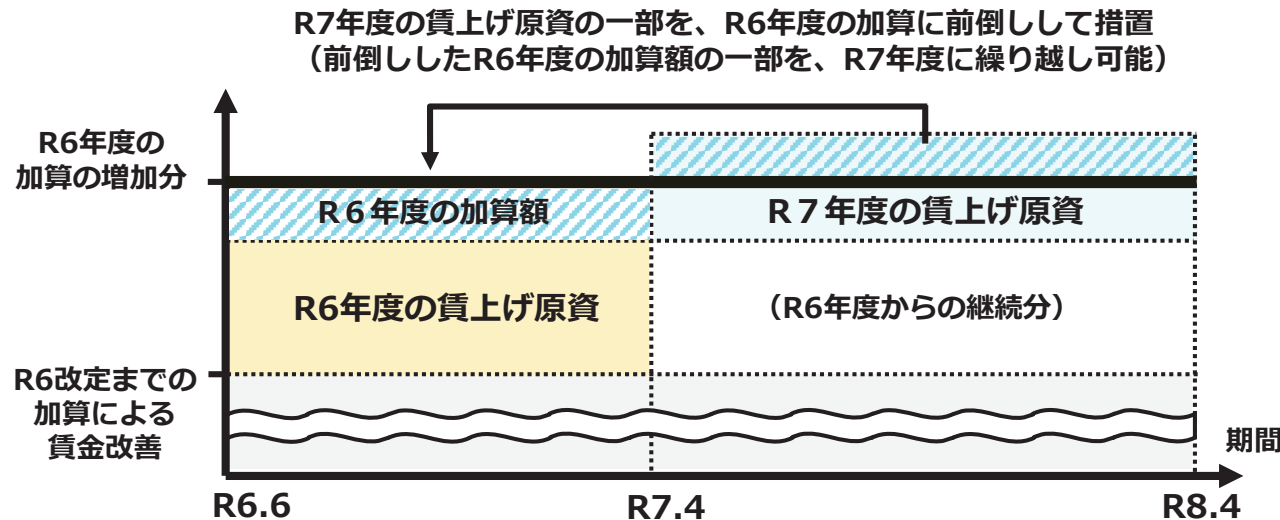 R7年度の賃上げ原資の一部を、R6年度の加算に前倒しして措置
（前倒ししたR6年度の加算額の一部を、R7年度に繰り越し可能）
R6年度の
加算の増加分
R６年度の加算額
R７年度の賃上げ原資
R6年度の賃上げ原資
（R6年度からの継続分）
R6改定までの
加算による
賃金改善
期間
R6.6
R7.4
R8.4